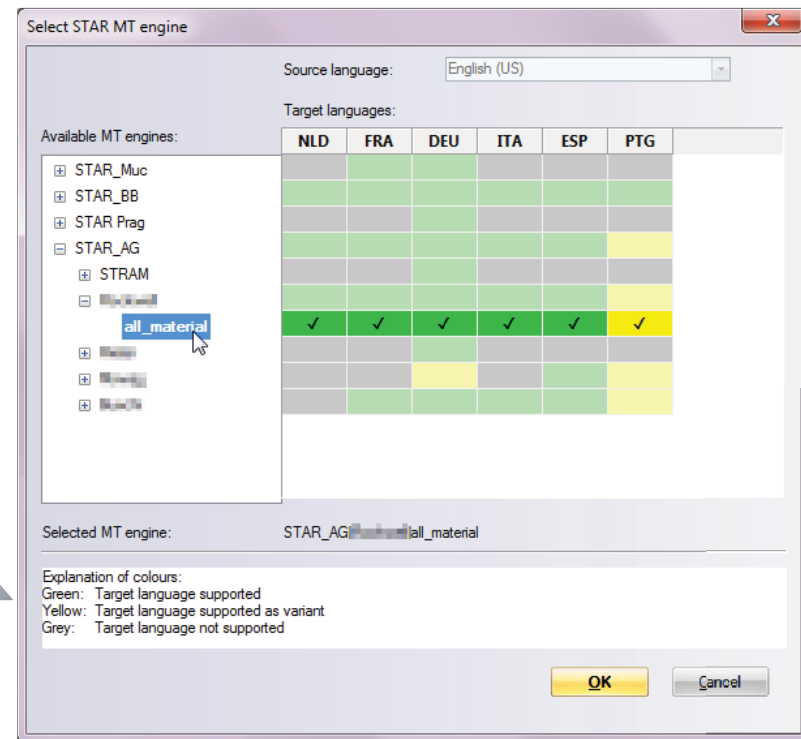 Select STAR MT engine
Source language: English (US)
Target languages:
Available MT engines:
NLD FRA DEU ITA ESP PTG
STAR_Muc
STAR_BB
STAR Prag
STAR_AG
STRAM
all_material
Selected MT engine: STAR_AG all_material
Explanation of colours:
Green: Target language supported
Yellow: Target language supported as variant
Grey: Target language not supported
OK Cancel